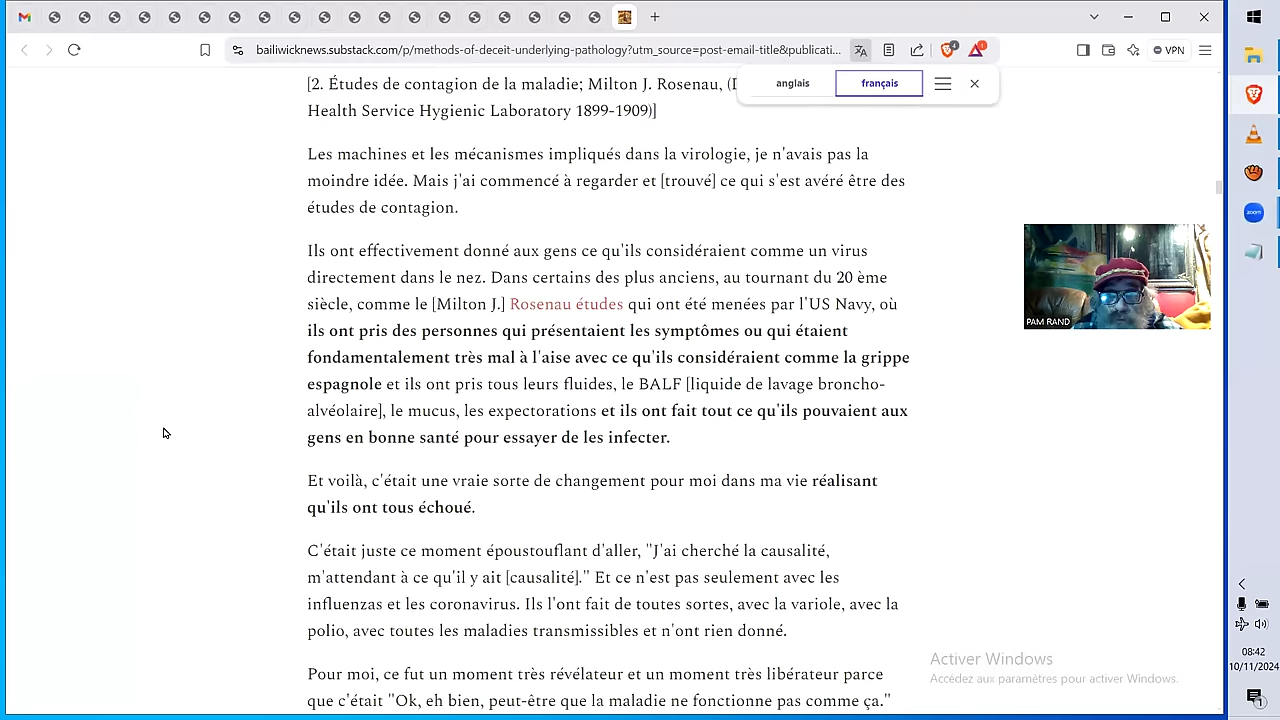 bailiwicknews.substack.com/p/methods-of-deceit-underlying-pathology?utm_source=post-email-title&publicati...
4
1
VPN
anglais
français
[2. Études de contagion de la maladie; Milton J. Rosenau, (D
Health Service Hygienic Laboratory 1899-1909)]
Les machines et les mécanismes impliqués dans la virologie, je n'avais pas la
moindre idée. Mais j'ai commencé à regarder et [trouvé] ce qui s'est avéré être des
études de contagion.
Ils ont effectivement donné aux gens ce qu'ils considéraient comme un virus
directement dans le nez. Dans certains des plus anciens, au tournant du 20 ème
siècle, comme le [Milton J.] Rosenau études qui ont été menées par l'US Navy, où
ils ont pris des personnes qui présentaient les symptômes ou qui étaient
fondamentalement très mal à l'aise avec ce qu'ils considéraient comme la grippe
espagnole et ils ont pris tous leurs fluides, le BALF [liquide de lavage broncho-
alvéolaire], le mucus, les expectorations et ils ont fait tout ce qu'ils pouvaient aux
gens en bonne santé pour essayer de les infecter.
Et voilà, c'était une vraie sorte de changement pour moi dans ma vie réalisant
qu'ils ont tous échoué.
C'était juste ce moment époustouflant d'aller, "J'ai cherché la causalité,
m'attendant à ce qu'il y ait [causalité]." Et ce n'est pas seulement avec les
influenzas et les coronavirus. Ils l'ont fait de toutes sortes, avec la variole, avec la
polio, avec toutes les maladies transmissibles et n'ont rien donné.
Pour moi, ce fut un moment très révélateur et un moment très libérateur parce
que c'était "Ok, eh bien, peut-être que la maladie ne fonctionne pas comme ça."
PAM RAND
Activer Windows
Accédez aux paramètres pour activer Windows.
zoom
08:42
10/11/2024
1